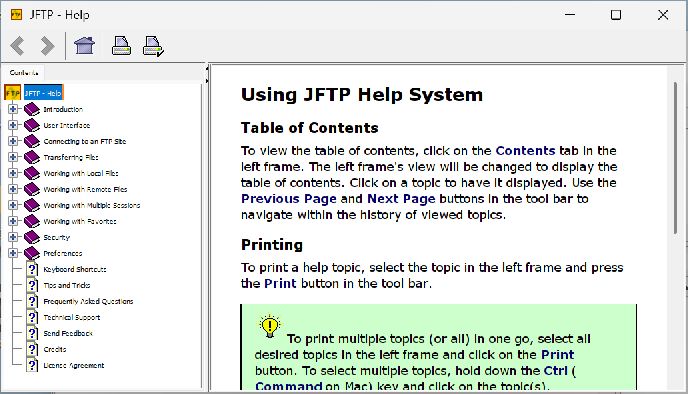 JFTP - Help
Contents
FTP JFTP - Help
Introduction
User Interface
Connecting to an FTP Site
Transferring Files
Working with Local Files
Working with Remote Files
Working with Multiple Sessions
Working with Favorites
Security
Preferences
Keyboard Shortcuts
Tips and Tricks
Frequently Asked Questions
Technical Support
Send Feedback
Credits
License Agreement
Using JFTP Help System
Table of Contents
To view the table of contents, click on the Contents tab in the
left frame. The left frame's view will be changed to display the
table of contents. Click on a topic to have it displayed. Use the
Previous Page and Next Page buttons in the tool bar to
navigate within the history of viewed topics.
Printing
To print a help topic, select the topic in the left frame and press
the Print button in the tool bar.
To print multiple topics (or all) in one go, select all
desired topics in the left frame and click on the Print
button. To select multiple topics, hold down the Ctrl (
Command on Mac) key and click on the topic(s).